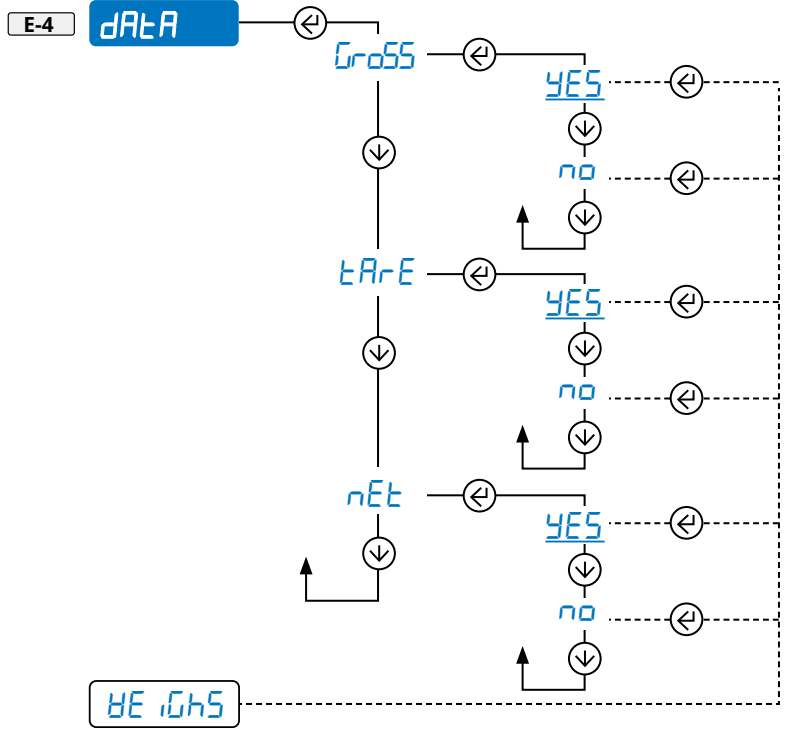 E-4
dAtA
GroSS
YES
no
tArE
YES
no
nEt
YES
no
WEiGhS